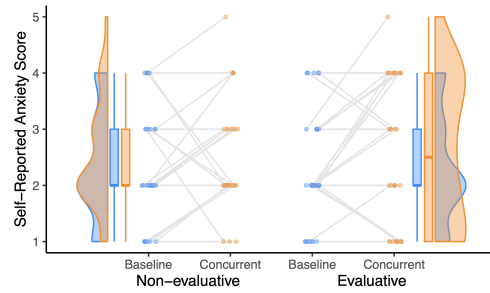 Self-Reported Anxiety Score
5
4
3
2
1
Baseline Concurrent Baseline Concurrent
Non-evaluative Evaluative